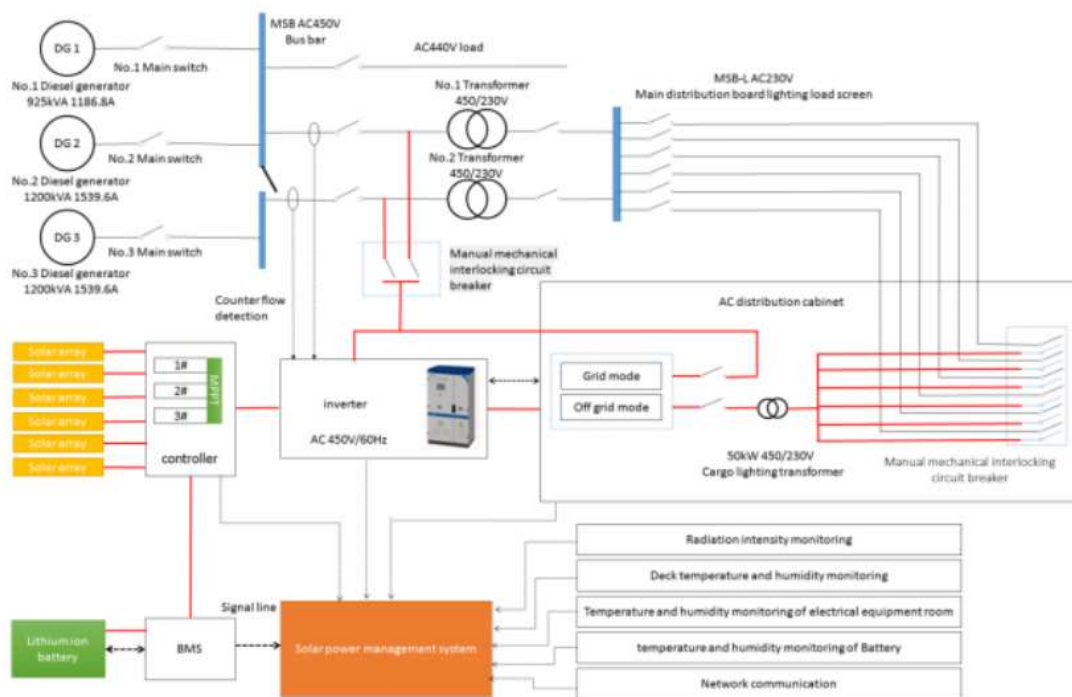 DG 1
No.1 Main switch
No.1 Diesel generator
925kVA 1186.8A
DG 2
No.2 Main switch
No.2 Diesel generator
1200kVA 1539.6A
DG 3
No.3 Main switch
No.3 Diesel generator
1200kVA 1539.6A
MSB AC450V
Bus bar
AC440V load
No.1 Transformer
450/230V
No.2 Transformer
450/230V
MSB-L AC230V
Main distribution board lighting load screen
Manual mechanical
interlocking circuit
breaker
Counter flow
detection
AC distribution cabinet
Grid mode
Off grid mode
50kW 450/230V
Cargo lighting transformer
Manual mechanical interlocking
circuit breaker
Solar array
Solar array
Solar array
Solar array
Solar array
Solar array
1#
2#
3#
MPPT
controller
inverter
AC 450V/60Hz
Lithium ion
battery
BMS
Signal line
Solar power management system
Radiation intensity monitoring
Deck temperature and humidity monitoring
Temperature and humidity monitoring of electrical equipment room
temperature and humidity monitoring of Battery
Network communication